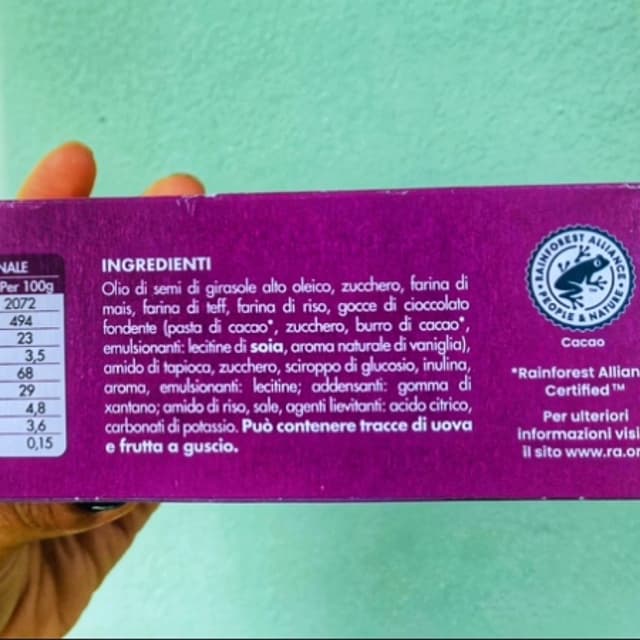 NALE
Per 100g
2072
494
23
3,5
68
29
4,8
3,6
0,15
INGREDIENTI
Olio di semi di girasole alto oleico, zucchero, farina di
mais, farina di teff, farina di riso, gocce di cioccolato
fondente (pasta di cacao*, zucchero, burro di cacao*,
emulsionanti: lecitine di soia, aroma naturale di vaniglia),
amido di tapioca, zucchero, sciroppo di glucosio, inulina,
aroma, emulsionanti: lecitine; addensanti: gomma di
xantano; amido di riso, sale, agenti lievitanti: acido citrico,
carbonati di potassio. Può contenere tracce di uova
e frutta a guscio.
RAINFOREST ALLIANCE
PEOPLE & NATURE
Cacao
*Rainforest Allian
Certified™
Per ulteriori
informazioni visi
il sito www.ra.or